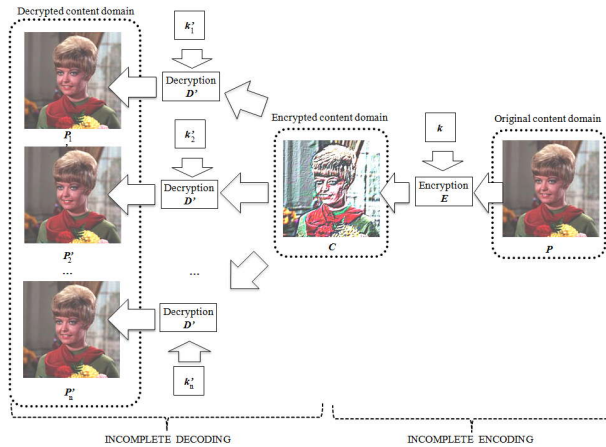 Decrypted content domain
k'₁
Decryption
D'
P'₁
Encrypted content domain
k
Original content domain
k'₂
Decryption
D'
Encryption
E
P'₂
C
P
...
...
Decryption
D'
P'ₙ
k'ₙ
INCOMPLETE DECODING
INCOMPLETE ENCODING